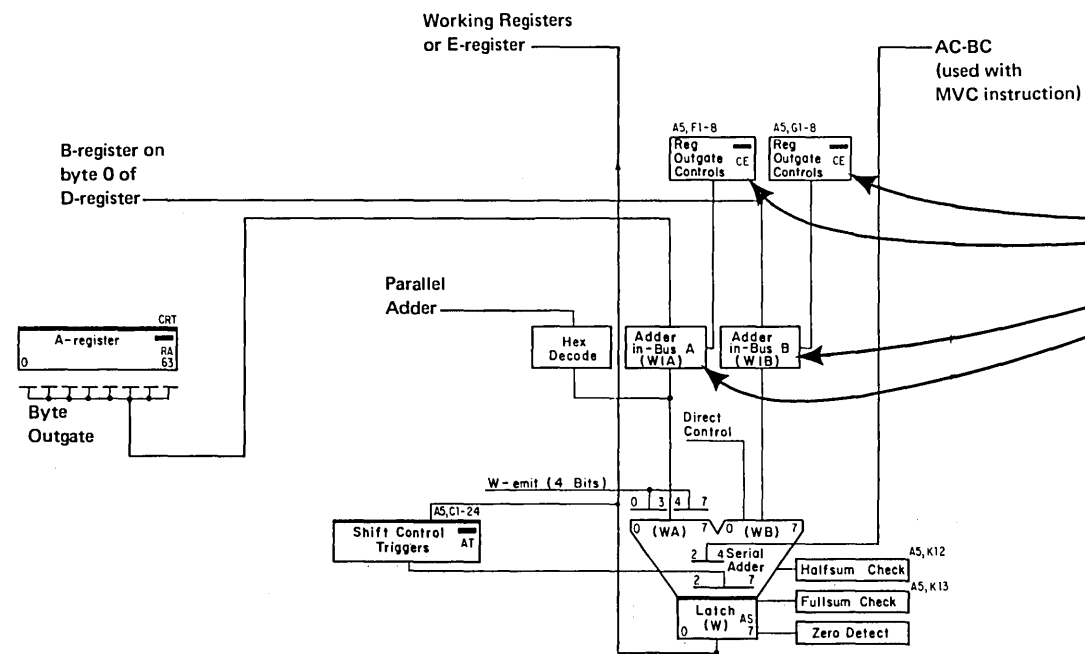 Working Registers
or E-register
AC-BC
(used with
MVC instruction)
A5, F1-8
Reg
Outgate
Controls
CE
A5, G1-8
Reg
Outgate
Controls
CE
B-register on
byte 0 of
D-register
Parallel
Adder
CRT
A-register
RA
0
63
Byte
Outgate
Hex
Decode
Adder
in-Bus A
(WIA)
Adder
in-Bus B
(WIB)
Direct
Control
W-emit (4 Bits)
0 3 4 7
A5, C1-24
Shift Control
Triggers
AT
0 (WA) 7
0 (WB) 7
2 4
Serial
Adder
2 7
A5, K12
Halfsum Check
A5, K13
Fullsum Check
Latch
(W)
AS
0 7
Zero Detect